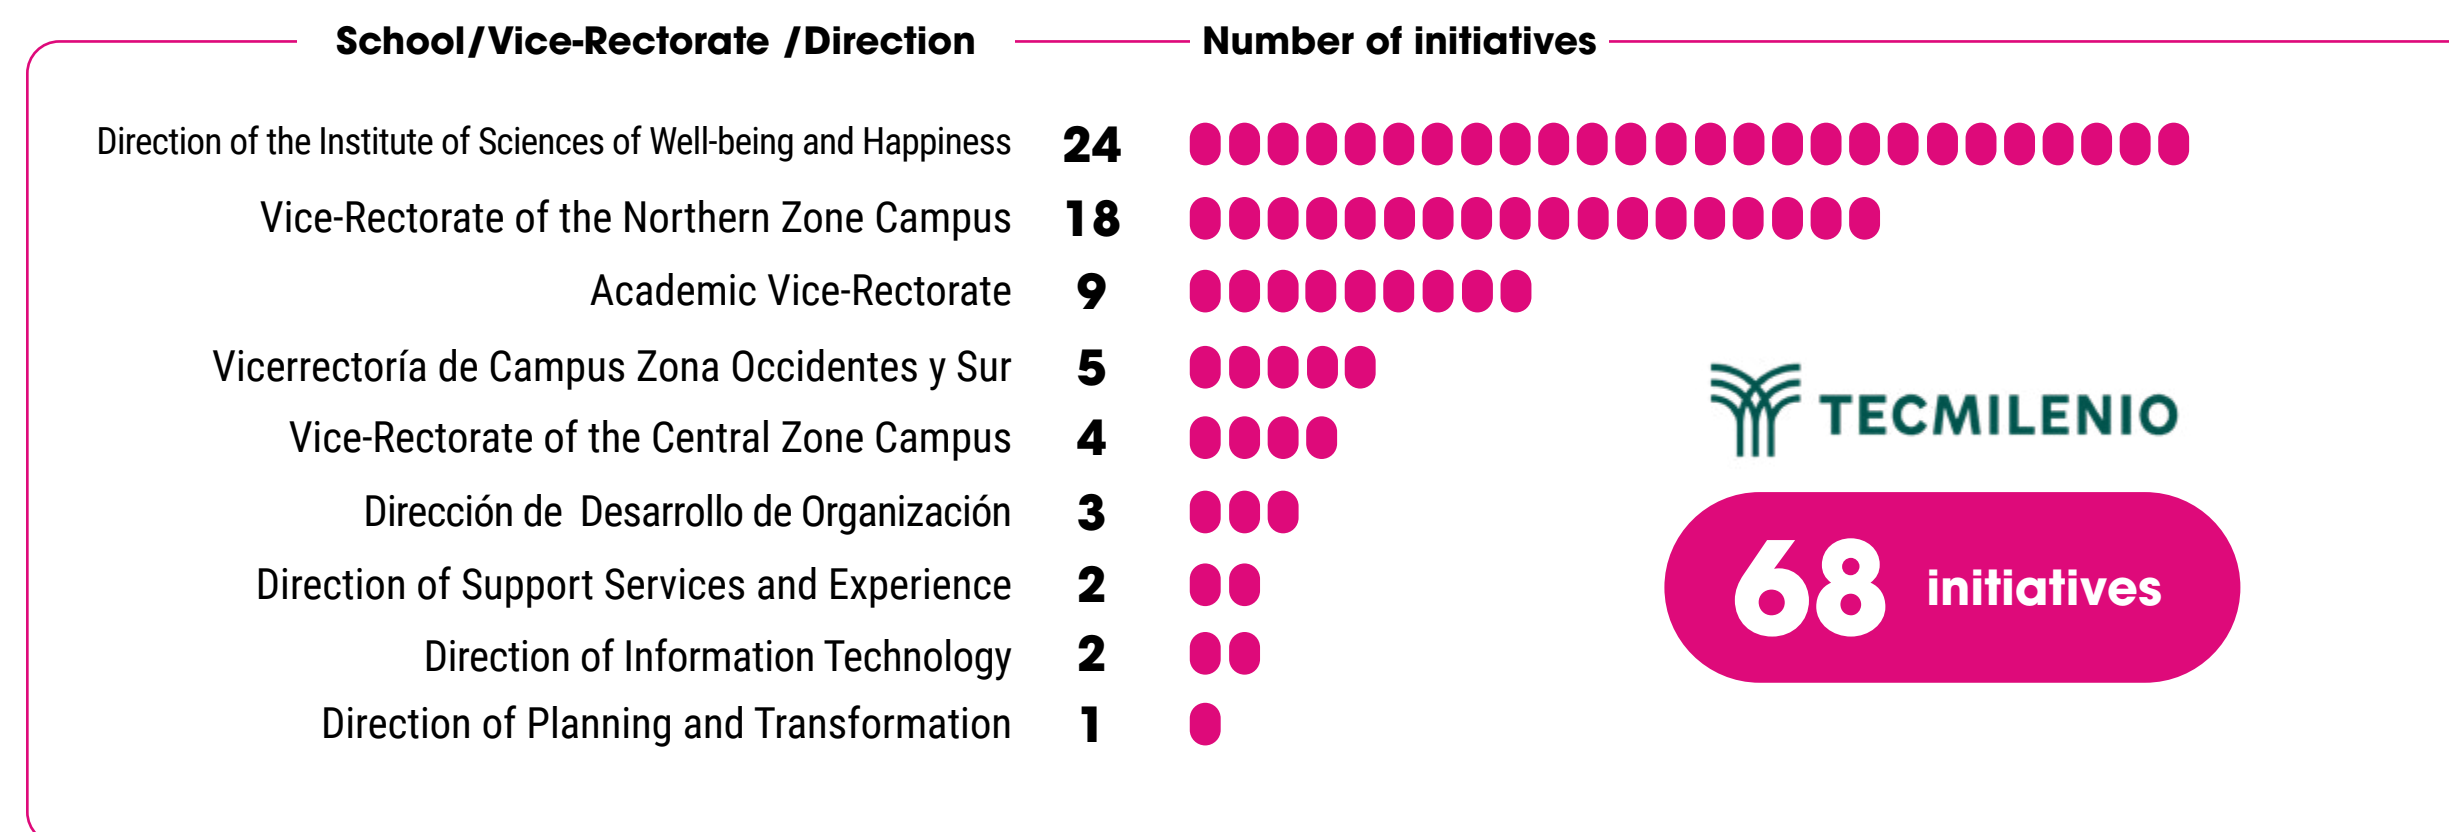 School/Vice-Rectorate /Direction Number of initiatives
Direction of the Institute of Sciences of Well-being and Happiness 24
Vice-Rectorate of the Northern Zone Campus 18
Academic Vice-Rectorate 9
Vicerrectoría de Campus Zona Occidentes y Sur 5
Vice-Rectorate of the Central Zone Campus 4
Dirección de Desarrollo de Organización 3
Direction of Support Services and Experience 2
Direction of Information Technology 2
Direction of Planning and Transformation 1
TECMILENIO
68 initiatives